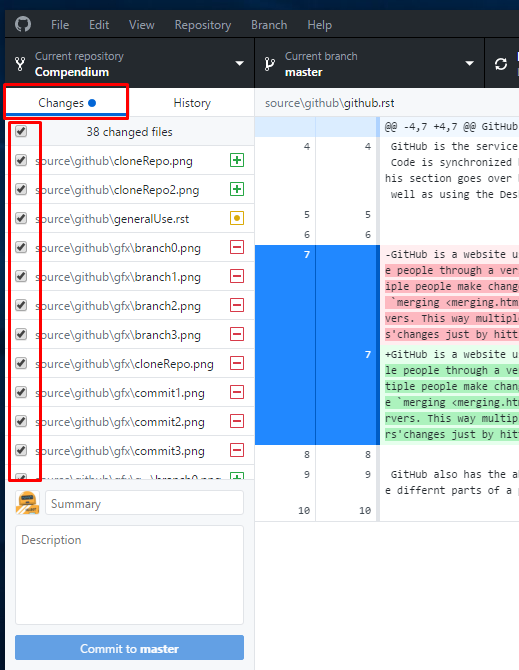 File Edit View Repository Branch Help
Current repository
Compendium
Current branch
master
Changes
History
source\github\github.rst
38 changed files
source\github\cloneRepo.png
source\github\cloneRepo2.png
source\github\generalUse.rst
source\github\gfx\branch0.png
source\github\gfx\branch1.png
source\github\gfx\branch2.png
source\github\gfx\branch3.png
source\github\gfx\cloneRepo.png
source\github\gfx\commit1.png
source\github\gfx\commit2.png
source\github\gfx\commit3.png
source\github\gfx\g...\branch0.png
Summary
Description
Commit to master
@@ -4,7 +4,7 @@ GitHub
4 4 GitHub is the service
Code is synchronized
his section goes over
well as using the Des
5 5
6 6
7 -GitHub is a website u
e people through a ver
iple people make chang
`merging <merging.htm
vers. This way multipl
s'changes just by hitt
7 +GitHub is a website u
le people through a ve
tiple people make chan
e `merging <merging.ht
rvers. This way multip
rs'changes just by hit
8 8
9 9 GitHub also has the ab
e differnt parts of a p
10 10